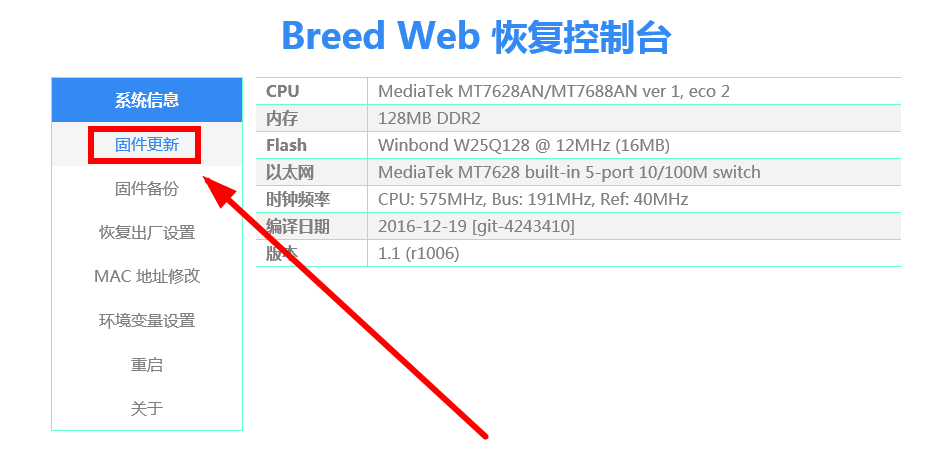 Breed Web 恢复控制台
系统信息
固件更新
固件备份
恢复出厂设置
MAC 地址修改
环境变量设置
重启
关于
CPU MediaTek MT7628AN/MT7688AN ver 1, eco 2
内存 128MB DDR2
Flash Winbond W25Q128 @ 12MHz (16MB)
以太网 MediaTek MT7628 built-in 5-port 10/100M switch
时钟频率 CPU: 575MHz, Bus: 191MHz, Ref: 40MHz
编译日期 2016-12-19 [git-4243410]
版本 1.1 (r1006)